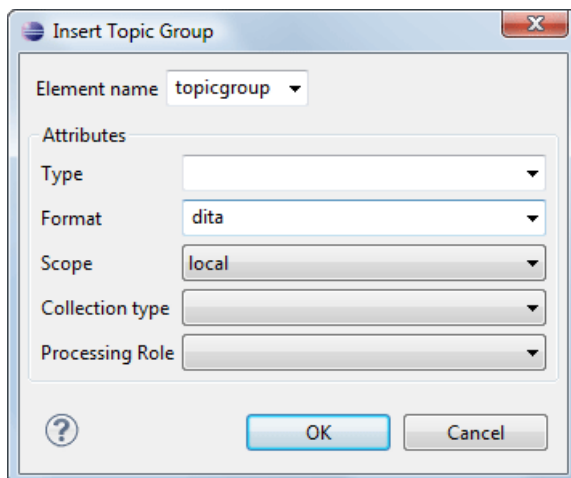 Insert Topic Group
Element name topicgroup
Attributes
Type
Format dita
Scope local
Collection type
Processing Role
? OK Cancel